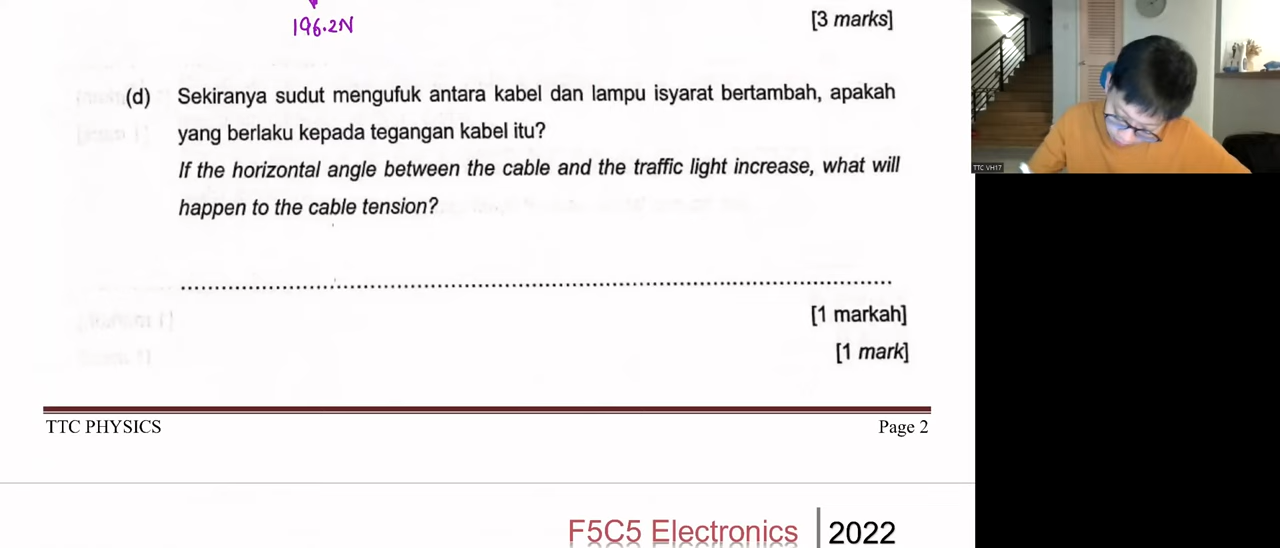 196.2N
[3 marks]
(d) Sekiranya sudut mengufuk antara kabel dan lampu isyarat bertambah, apakah
yang berlaku kepada tegangan kabel itu?
If the horizontal angle between the cable and the traffic light increase, what will
happen to the cable tension?
[1 markah]
[1 mark]
TTC PHYSICS
Page 2
F5C5 Electronics | 2022
TTC VH17